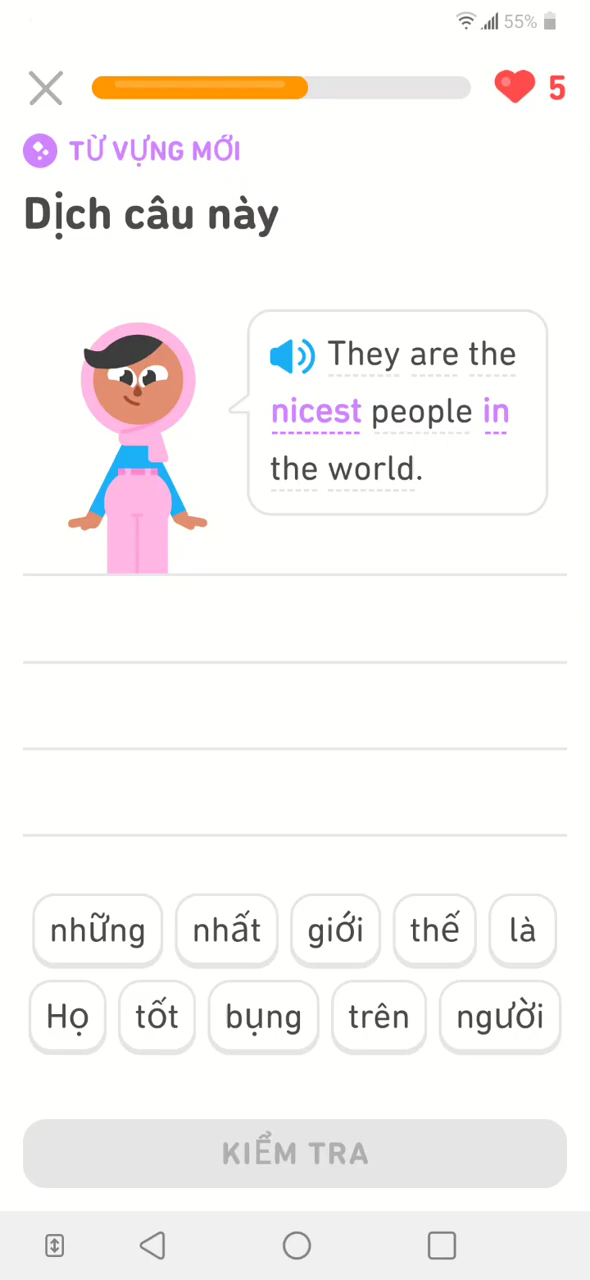 55%
5
TỪ VỰNG MỚI
Dịch câu này
They are the
nicest people in
the world.
những nhất giới thế là
Họ tốt bụng trên người
KIỂM TRA